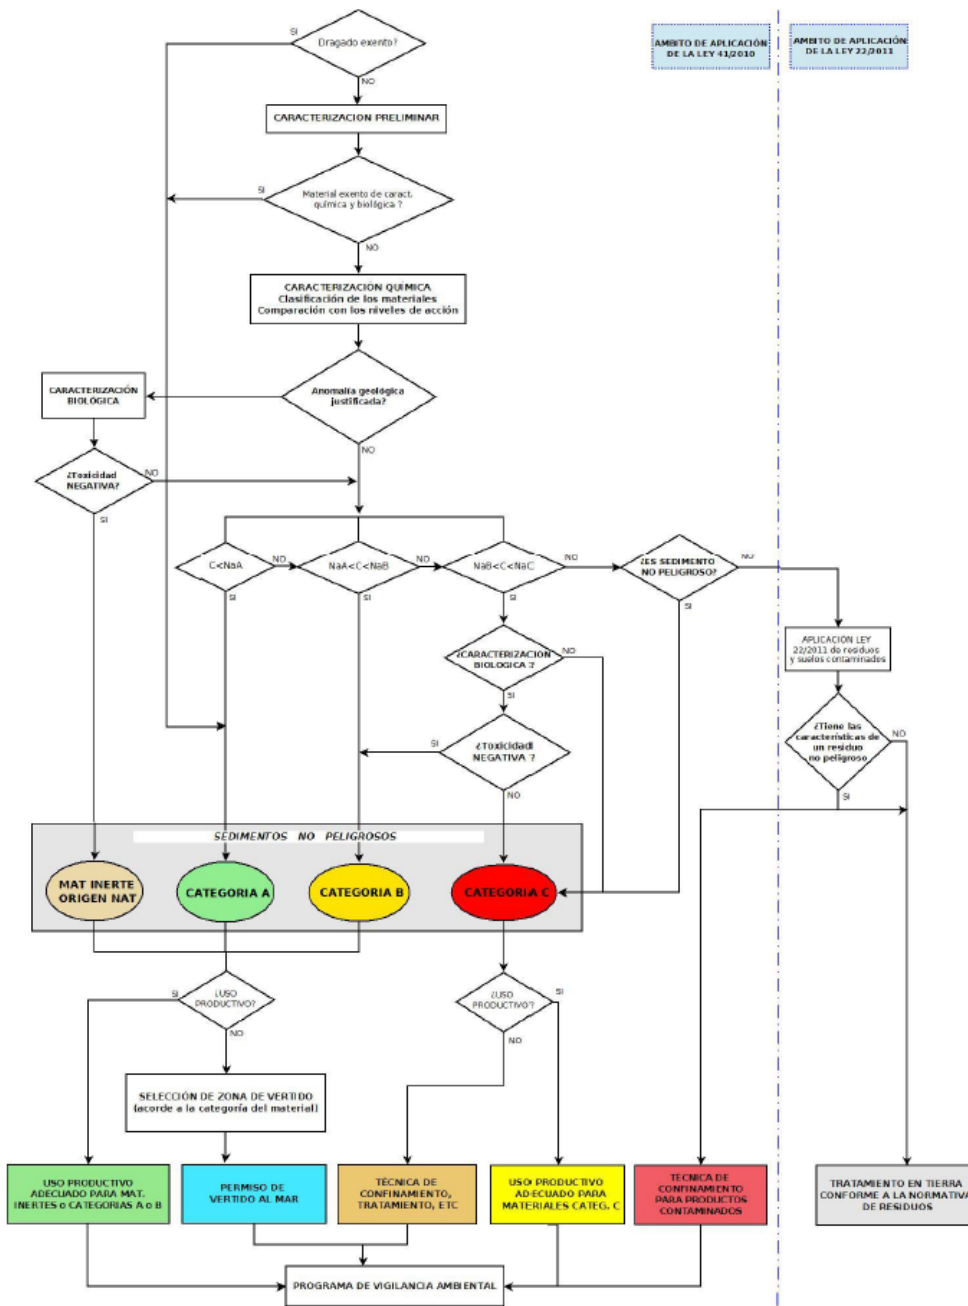 SI
Dragado exento?
AMBITO DE APLICACIÓN
DE LA LEY 41/2010
AMBITO DE APLICACIÓN
DE LA LEY 22/2011
NO
CARACTERIZACION PRELIMINAR
SI
Material exento de caract.
química y biológica ?
NO
CARACTERIZACIÓN QUÍMICA
Clasificación de los materiales
Comparación con los niveles de acción
CARACTERIZACIÓN
BIOLÓGICA
Anomalía geológica
justificada?
NO
¿Toxicidad
NEGATIVA?
NO
SI
C<NaA
NO
NaA<C<NaB
NO
NaB<C<NaC
NO
¿ES SEDIMENTO
NO PELIGROSO?
NO
SI
SI
SI
SI
¿CARACTERIZACION
BIOLOGICA ?
NO
APLICACIÓN LEY
22/2011 de residuos
y suelos contaminados
SI
SI
¿Toxicidad
NEGATIVA ?
NO
¿Tiene las
características de
un residuo
no peligroso
NO
SI
SEDIMENTOS NO PELIGROSOS
MAT INERTE
ORIGEN NAT
CATEGORIA A
CATEGORIA B
CATEGORIA C
SI
¿USO
PRODUCTIVO?
NO
¿USO
PRODUCTIVO?
SI
NO
SELECCIÓN DE ZONA DE VERTIDO
(acorde a la categoría del material)
USO PRODUCTIVO
ADECUADO PARA MAT.
INERTES o CATEGORIAS A o B
PERMISO DE
VERTIDO AL MAR
TÉCNICA DE
CONFINAMIENTO,
TRATAMIENTO, ETC
USO PRODUCTIVO
ADECUADO PARA
MATERIALES CATEG. C
TECNICA DE
CONFINAMIENTO
PARA PRODUCTOS
CONTAMINADOS
TRATAMIENTO EN TIERRA
CONFORME A LA NORMATIVA
DE RESIDUOS
PROGRAMA DE VIGILANCIA AMBIENTAL